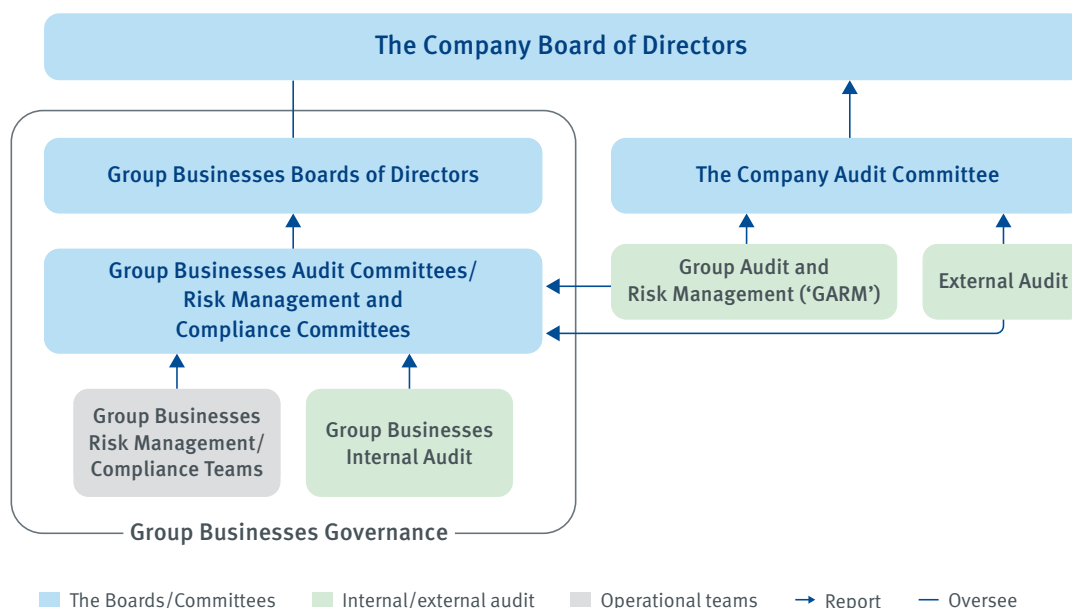 The Company Board of Directors
Group Businesses Boards of Directors
The Company Audit Committee
Group Businesses Audit Committees/
Risk Management and
Compliance Committees
Group Audit and
Risk Management (‘GARM’)
External Audit
Group Businesses
Risk Management/
Compliance Teams
Group Businesses
Internal Audit
Group Businesses Governance
The Boards/Committees
Internal/external audit
Operational teams
Report
Oversee